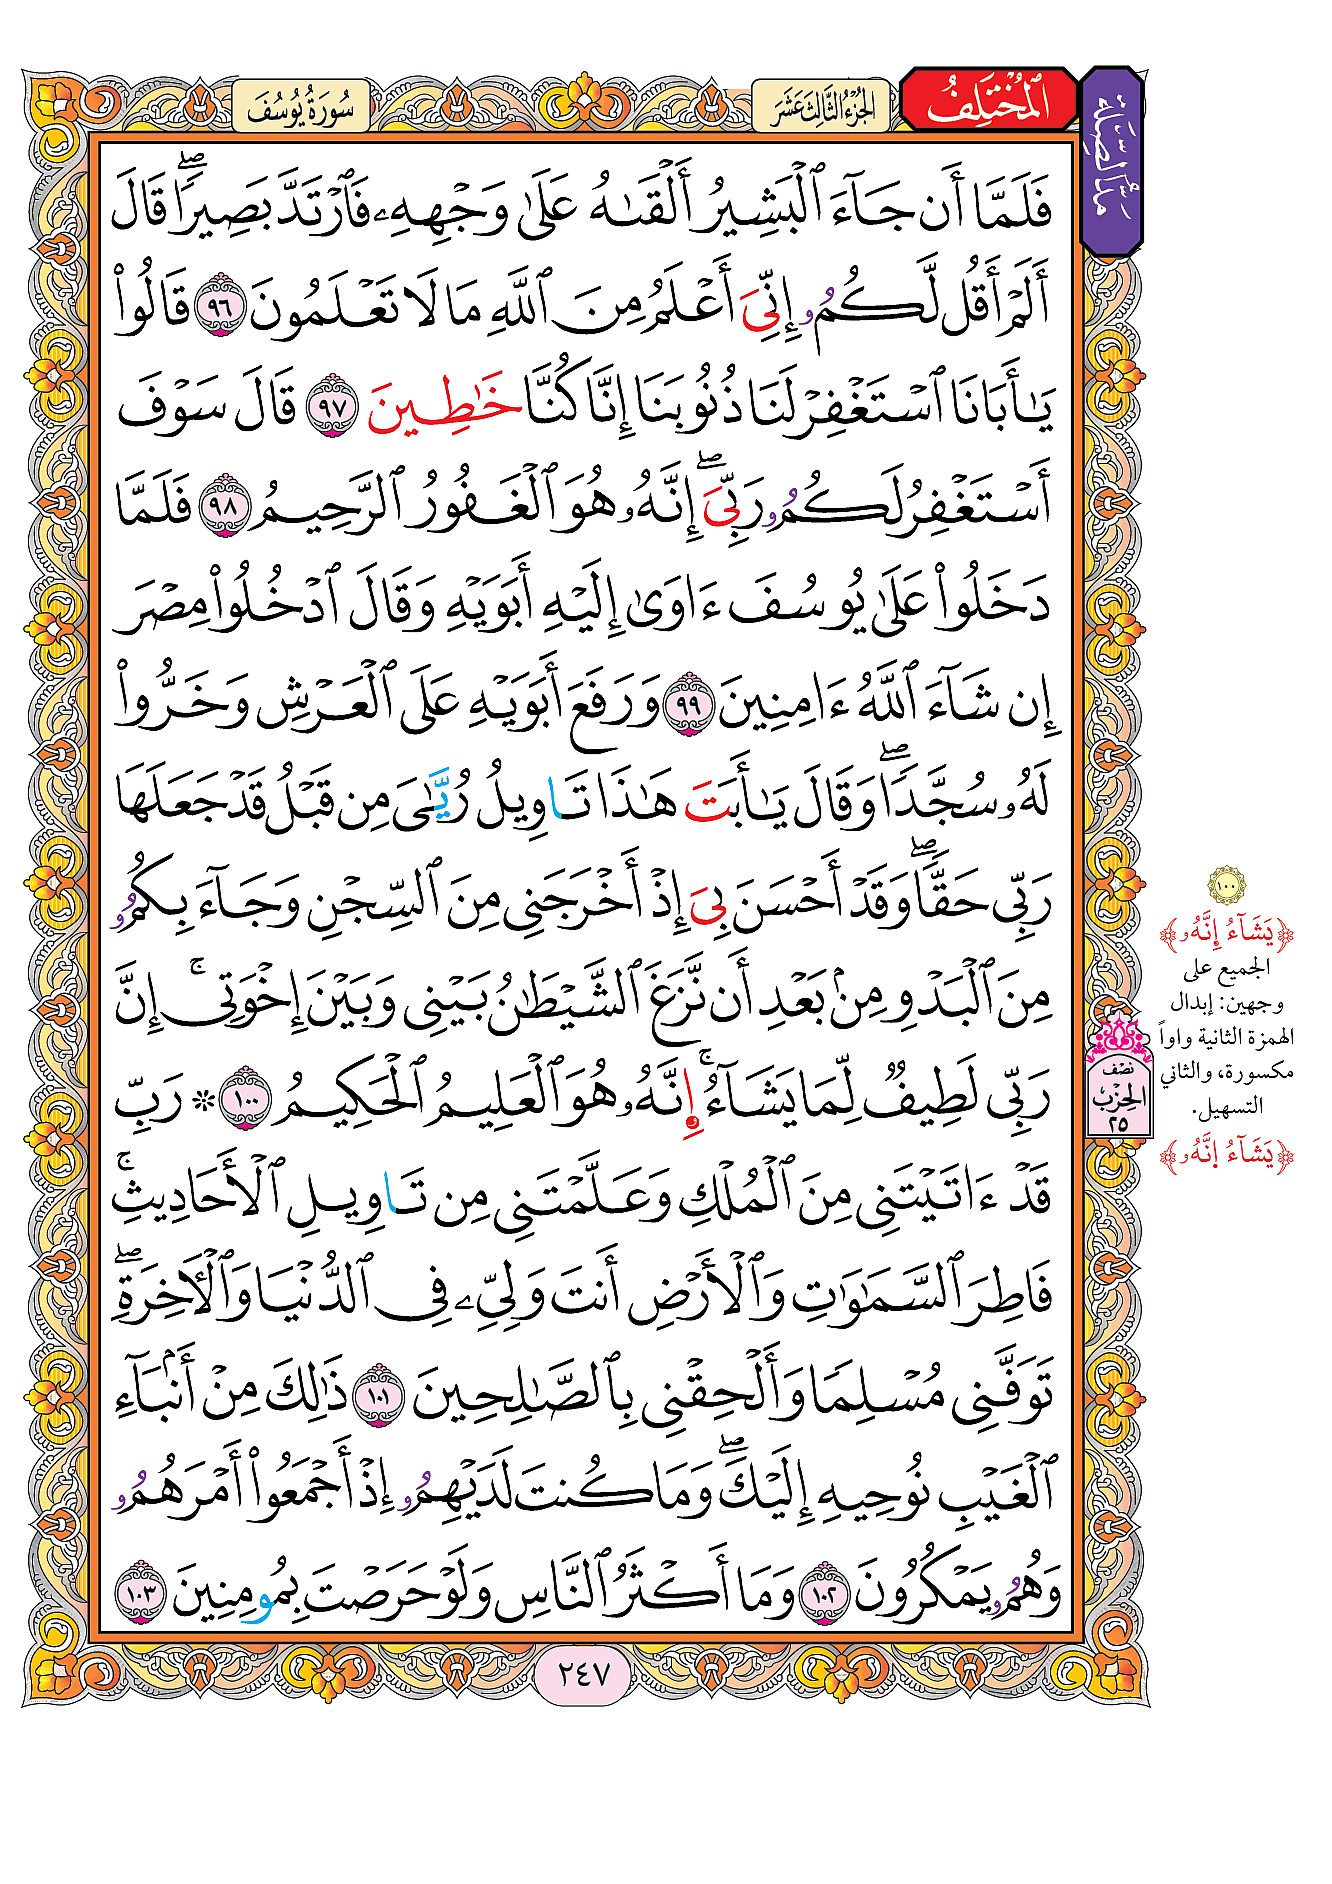 سُورَةُ يُوسُفَ
الجُزءُ الثَّالِثَ عَشَرَ
ٱلمُخْتَلِفُ
مَدُّ الصِّلَة
فَلَمَّآ أَن جَآءَ ٱلْبَشِيرُ أَلْقَىٰهُ عَلَىٰ وَجْهِهِۦ فَٱرْتَدَّ بَصِيرًاۖ قَالَ
أَلَمْ أَقُل لَّكُمُۥ إِنِّيَ أَعْلَمُ مِنَ ٱللَّهِ مَا لَا تَعْلَمُونَ ٩٦ قَالُوا۟
يَٰأَبَانَا ٱسْتَغْفِرْ لَنَا ذُنُوبَنَا إِنَّا كُنَّا خَٰطِينَ ٩٧ قَالَ سَوْفَ
أَسْتَغْفِرُ لَكُمُۥ رَبِّيَۖ إِنَّهُۥ هُوَ ٱلْغَفُورُ ٱلرَّحِيمُ ٩٨ فَلَمَّا
دَخَلُوا۟ عَلَىٰ يُوسُفَ ءَاوَىٰ إِلَيْهِ أَبَوَيْهِ وَقَالَ ٱدْخُلُوا۟ مِصْرَ
إِن شَآءَ ٱللَّهُ ءَامِنِينَ ٩٩ وَرَفَعَ أَبَوَيْهِ عَلَى ٱلْعَرْشِ وَخَرُّوا۟
لَهُۥ سُجَّدًاۖ وَقَالَ يَٰأَبَتَ هَٰذَا تَاوِيلُ رُيَّٰىَ مِن قَبْلُ قَدْ جَعَلَهَا
رَبِّي حَقًّاۖ وَقَدْ أَحْسَنَ بِيَ إِذْ أَخْرَجَنِي مِنَ ٱلسِّجْنِ وَجَآءَ بِكُمُۥ
مِنَ ٱلْبَدْوِ مِنۢ بَعْدِ أَن نَّزَغَ ٱلشَّيْطَٰنُ بَيْنِي وَبَيْنَ إِخْوَتِيۚ إِنَّ
رَبِّي لَطِيفٌ لِّمَا يَشَآءُۚ إِنَّهُۥ هُوَ ٱلْعَلِيمُ ٱلْحَكِيمُ ١٠٠ ۞ رَبِّ
قَدْ ءَاتَيْتَنِي مِنَ ٱلْمُلْكِ وَعَلَّمْتَنِي مِن تَاوِيلِ ٱلْأَحَادِيثِۚ
فَاطِرَ ٱلسَّمَٰوَٰتِ وَٱلْأَرْضِ أَنتَ وَلِيِّۦ فِي ٱلدُّنْيَا وَٱلْأٓخِرَةِۖ
تَوَفَّنِي مُسْلِمًا وَأَلْحِقْنِي بِٱلصَّٰلِحِينَ ١٠١ ذَٰلِكَ مِنْ أَنۢبَآءِ
ٱلْغَيْبِ نُوحِيهِ إِلَيْكَۖ وَمَا كُنتَ لَدَيْهِمُۥ إِذْ أَجْمَعُوا۟ أَمْرَهُمُۥ
وَهُمُۥ يَمْكُرُونَ ١٠٢ وَمَا أَكْثَرُ ٱلنَّاسِ وَلَوْ حَرَصْتَ بِمُومِنِينَ ١٠٣
١٠٠
﴿يَشَآءُ إِنَّهُۥ﴾
الجميع على
وجهين: إبدال
الهمزة الثانية واواً
مكسورة، والثاني
التسهيل.
﴿يَشَآءُ اِنَّهُۥ﴾
نصف
الحِزْب
٢٥
٢٤٧